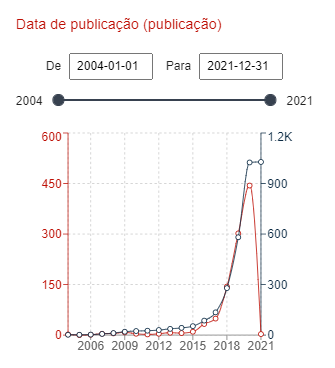 Data de publicação (publicação)
De 2004-01-01 Para 2021-12-31
2004 2021
600 1.2K
450 900
300 600
150 300
0 0
2006 2009 2012 2015 2018 2021